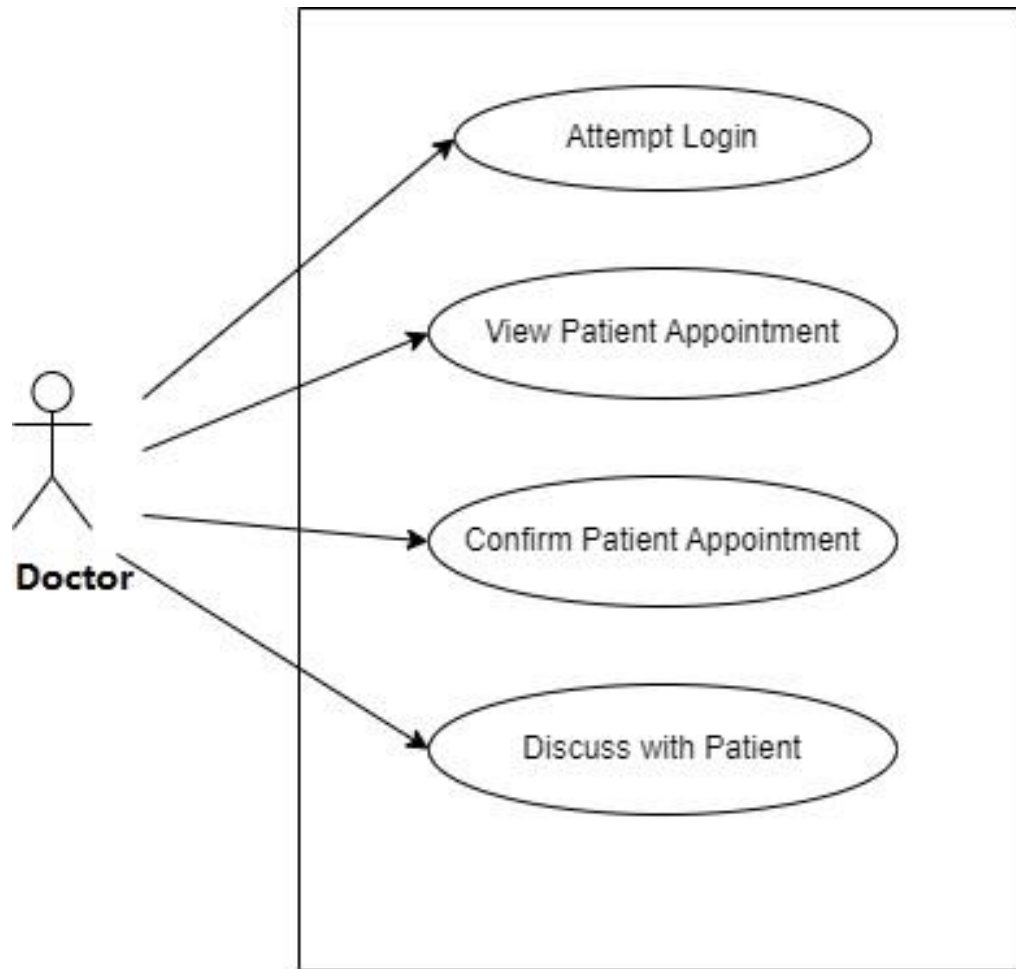 Attempt Login
View Patient Appointment
Confirm Patient Appointment
Doctor
Discuss with Patient